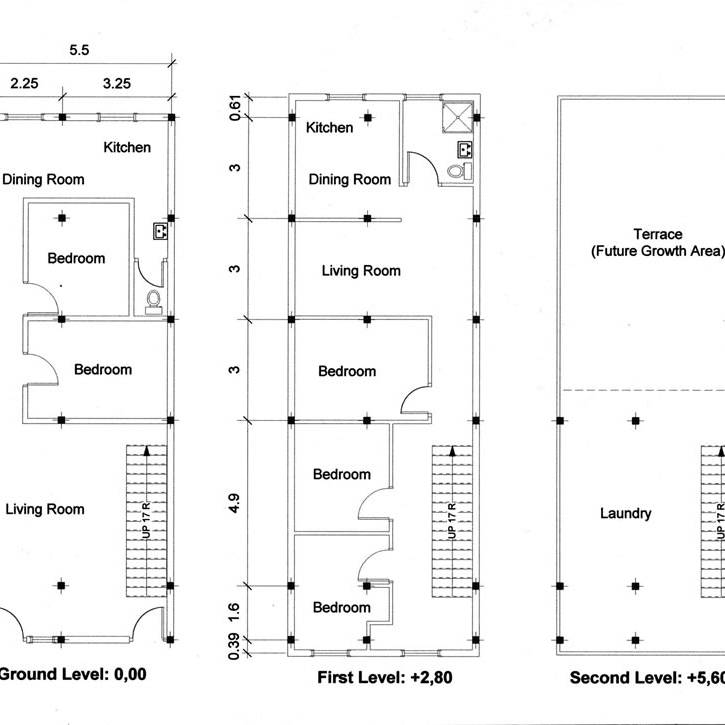 5.5
2.25
3.25
Kitchen
Dining Room
Bedroom
Bedroom
Living Room
UP 17 R.
Ground Level: 0,00
0.61
3
3
3
4.9
1.6
0.39
Kitchen
Dining Room
Living Room
Bedroom
Bedroom
Bedroom
UP 17 R.
First Level: +2,80
Terrace
(Future Growth Area)
Laundry
UP 17 R.
Second Level: +5,60